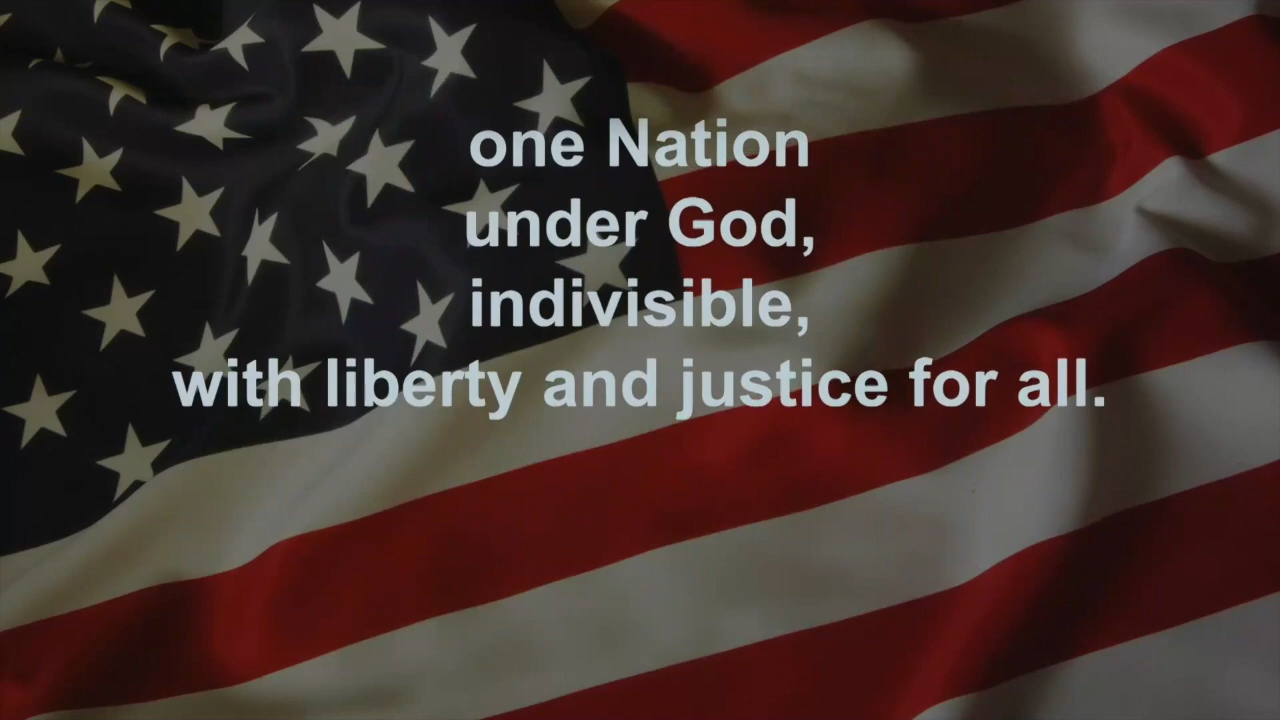 one Nation
under God,
indivisible,
with liberty and justice for all.